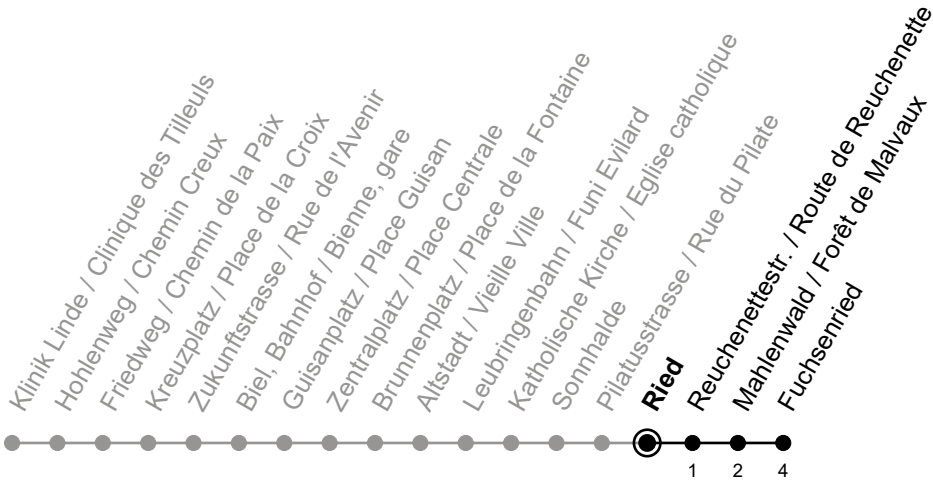 Klinik Linde / Clinique des Tilleuls
Hohlenweg / Chemin Creux
Friedweg / Chemin de la Paix
Kreuzplatz / Place de la Croix
Zukunftstrasse / Rue de l'Avenir
Biel, Bahnhof / Bienne, gare
Guisanplatz / Place Guisan
Zentralplatz / Place Centrale
Brunnenplatz / Place de la Fontaine
Altstadt / Vieille Ville
Leubringenbahn / Funi Evilard
Katholische Kirche / Eglise catholique
Sonnhalde
Pilatusstrasse / Rue du Pilate
Ried
Reuchenettestr. / Route de Reuchenette
Mahlenwald / Forêt de Malvaux
Fuchsenried
1 2 4